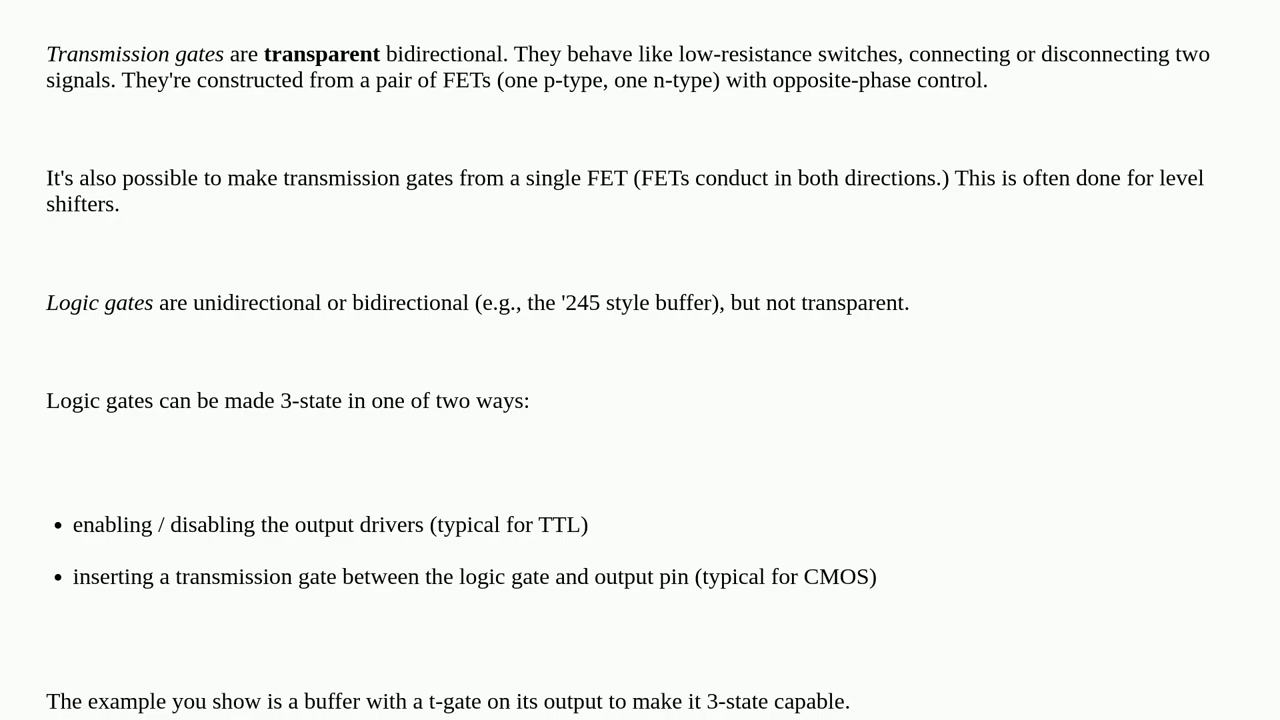 Transmission gates are transparent bidirectional. They behave like low-resistance switches, connecting or disconnecting two
signals. They're constructed from a pair of FETs (one p-type, one n-type) with opposite-phase control.
It's also possible to make transmission gates from a single FET (FETs conduct in both directions.) This is often done for level
shifters.
Logic gates are unidirectional or bidirectional (e.g., the '245 style buffer), but not transparent.
Logic gates can be made 3-state in one of two ways:
• enabling / disabling the output drivers (typical for TTL)
• inserting a transmission gate between the logic gate and output pin (typical for CMOS)
The example you show is a buffer with a t-gate on its output to make it 3-state capable.